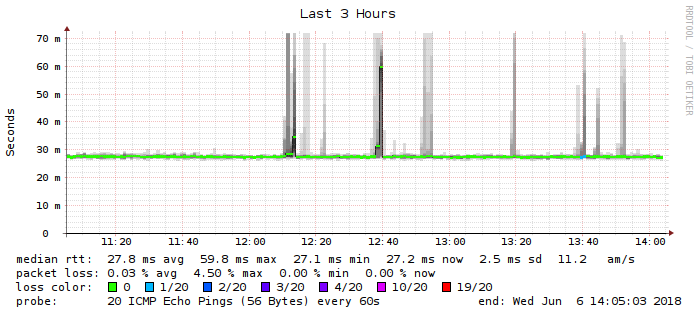 Last 3 Hours
RRDTOOL / TOBI OETIKER
Seconds
70 m
60 m
50 m
40 m
30 m
20 m
10 m
0
11:20 11:40 12:00 12:20 12:40 13:00 13:20 13:40 14:00
median rtt: 27.8 ms avg 59.8 ms max 27.1 ms min 27.2 ms now 2.5 ms sd 11.2 am/s
packet loss: 0.03 % avg 4.50 % max 0.00 % min 0.00 % now
loss color: 0 1/20 2/20 3/20 4/20 10/20 19/20
probe: 20 ICMP Echo Pings (56 Bytes) every 60s end: Wed Jun 6 14:05:03 2018